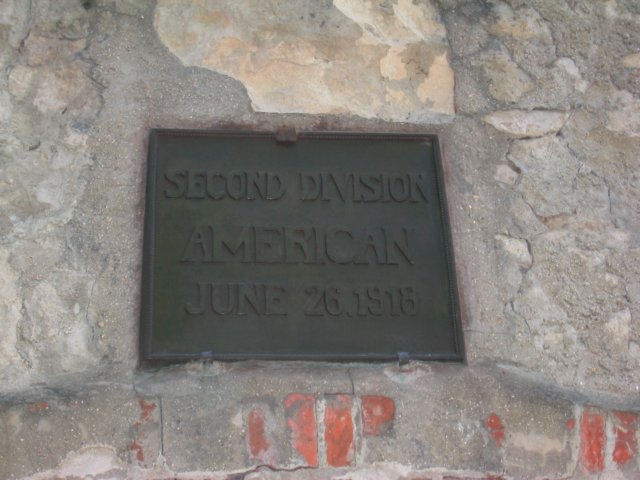 SECOND DIVISION
AMERICAN
JUNE 26.1918